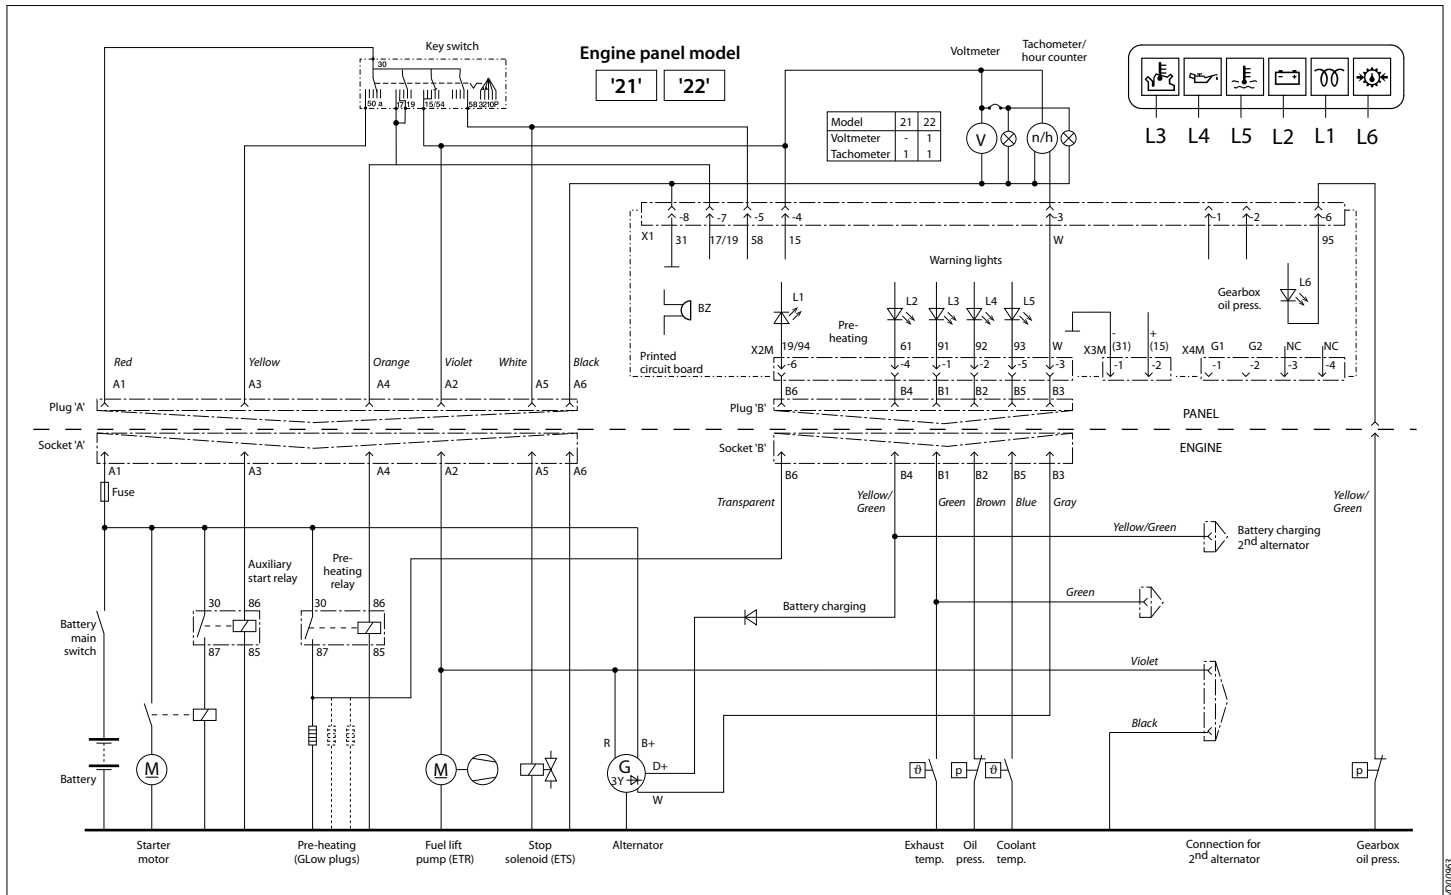 Key switch
30
50 a
17/19
15/54
58 3210P
Engine panel model
'21'
'22'
Voltmeter
Tachometer/
hour counter
Model 21 22
Voltmeter - 1
Tachometer 1 1
V
n/h
L3 L4 L5 L2 L1 L6
-8
-7
-5
-4
-3
-1
-2
-6
X1
31
17/19
58
15
W
95
Warning lights
BZ
L1
L2
L3
L4
L5
L6
Pre-
heating
Gearbox
oil press.
Printed
circuit board
X2M
19/94
61
91
92
93
W
-6
-4
-1
-2
-5
-3
X3M
-
(31)
+
(15)
-1
-2
X4M
G1
G2
NC
NC
-1
-2
-3
-4
Red
Yellow
Orange
Violet
White
Black
A1
A3
A4
A2
A5
A6
B6
B4
B1
B2
B5
B3
Plug 'A'
Plug 'B'
PANEL
Socket 'A'
Socket 'B'
ENGINE
A1
A3
A4
A2
A5
A6
B6
B4
B1
B2
B5
B3
Fuse
Transparent
Yellow/
Green
Green
Brown
Blue
Gray
Yellow/
Green
Yellow/Green
Battery charging
2nd alternator
Auxiliary
start relay
Pre-
heating
relay
30
86
87
85
30
86
87
85
Battery
main
switch
Battery charging
Green
Violet
Black
R
B+
D+
W
G
3Y
M
M
ϑ
p
ϑ
p
Battery
Starter
motor
Pre-heating
(GLow plugs)
Fuel lift
pump (ETR)
Stop
solenoid (ETS)
Alternator
Exhaust
temp.
Oil
press.
Coolant
temp.
Connection for
2nd alternator
Gearbox
oil press.